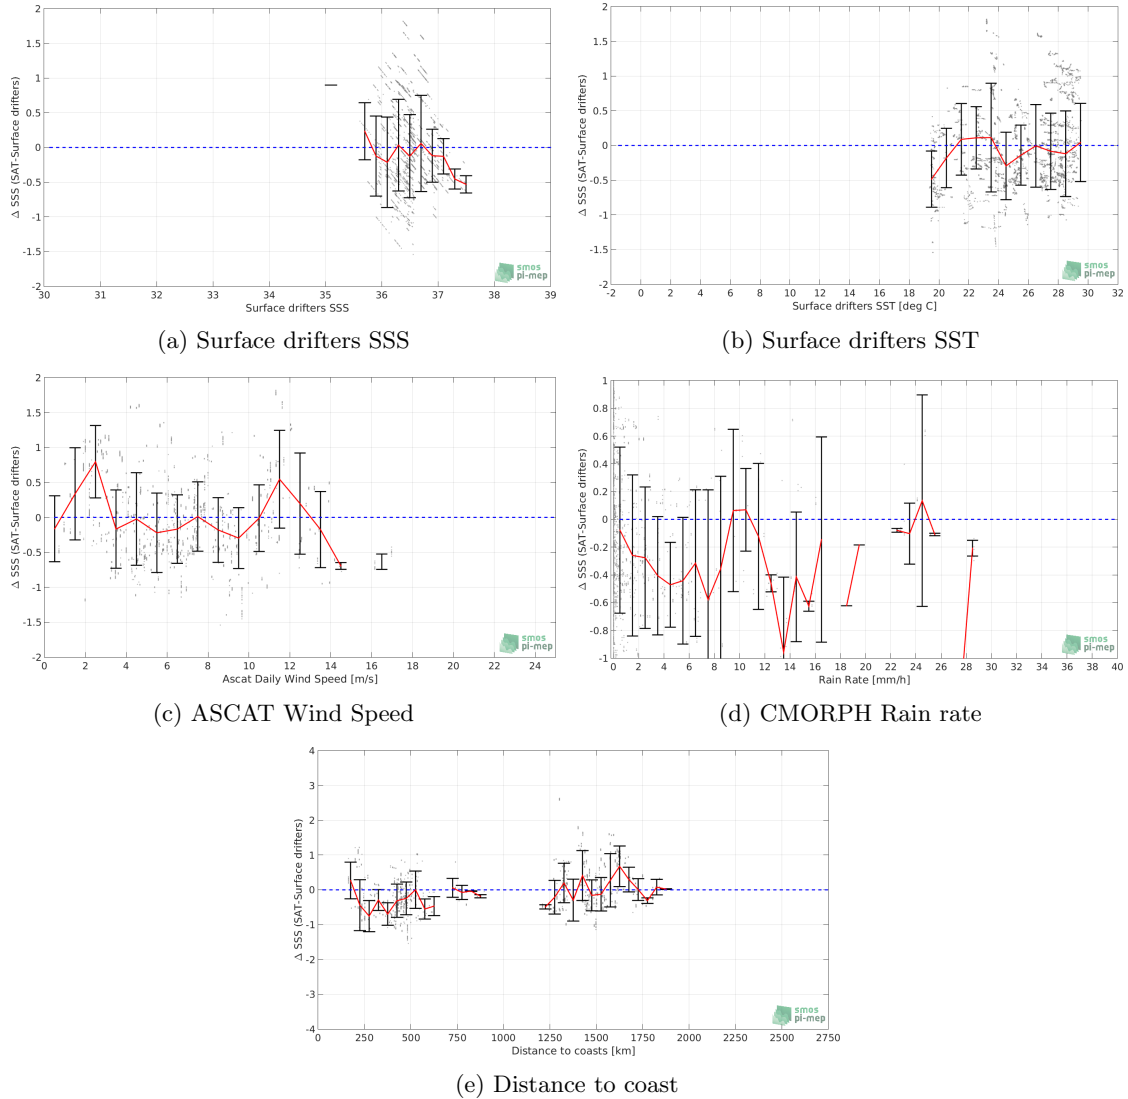 Δ SSS (SAT-Surface drifters)
2
1.5
1
0.5
0
-0.5
-1
-1.5
-2
30 31 32 33 34 35 36 37 38 39
Surface drifters SSS
smos
pi-mep
(a) Surface drifters SSS
Δ SSS (SAT-Surface drifters)
2
1.5
1
0.5
0
-0.5
-1
-1.5
-2
-2 0 2 4 6 8 10 12 14 16 18 20 22 24 26 28 30 32
Surface drifters SST [deg C]
smos
pi-mep
(b) Surface drifters SST
Δ SSS (SAT-Surface drifters)
2
1.5
1
0.5
0
-0.5
-1
-1.5
-2
0 2 4 6 8 10 12 14 16 18 20 22 24
Ascat Daily Wind Speed [m/s]
smos
pi-mep
(c) ASCAT Wind Speed
Δ SSS (SAT-Surface drifters)
1
0.8
0.6
0.4
0.2
0
-0.2
-0.4
-0.6
-0.8
-1
0 2 4 6 8 10 12 14 16 18 20 22 24 26 28 30 32 34 36 38 40
Rain Rate [mm/h]
smos
pi-mep
(d) CMORPH Rain rate
Δ SSS (SAT-Surface drifters)
4
3
2
1
0
-1
-2
-3
-4
0 250 500 750 1000 1250 1500 1750 2000 2250 2500 2750
Distance to coasts [km]
smos
pi-mep
(e) Distance to coast